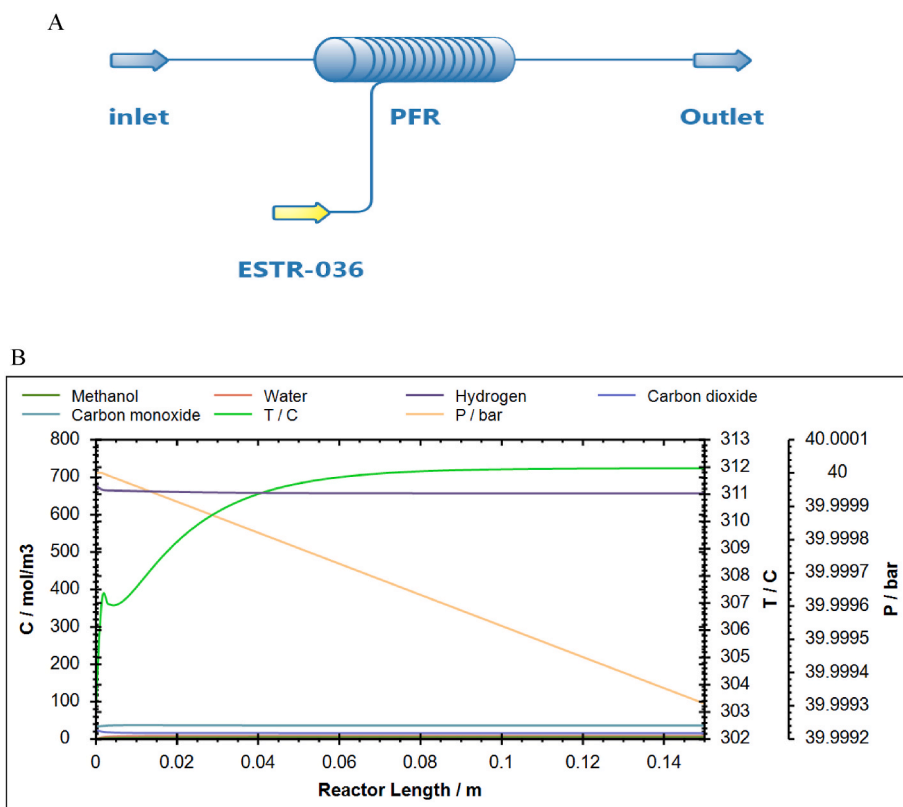 A
inlet
PFR
Outlet
ESTR-036
B
Methanol Water Hydrogen Carbon dioxide
Carbon monoxide T / C P / bar
800 313 40.0001
700 312 40
311 39.9999
600 310 39.9998
500 309
308 39.9997
400 307 39.9996
300 306 39.9995
200 305 39.9994
304
100 303 39.9993
0 302 39.9992
C / mol/m3
T / C
P / bar
0 0.02 0.04 0.06 0.08 0.1 0.12 0.14
Reactor Length / m